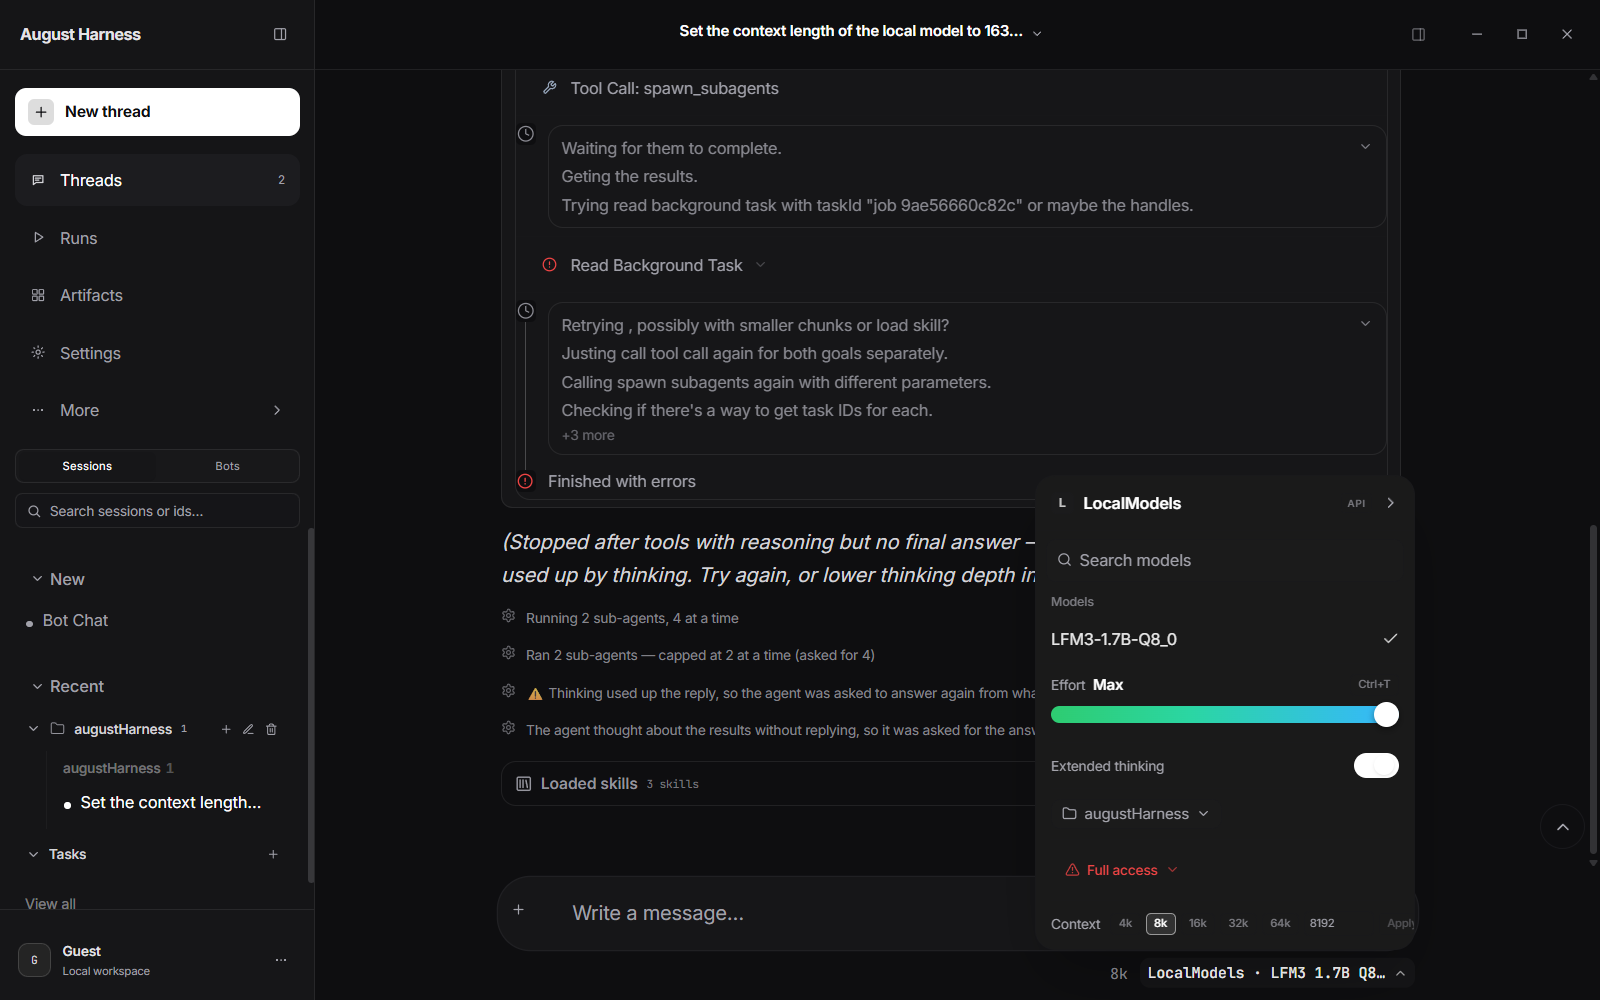 August Harness
Set the context length of the local model to 163...
New thread
Threads 2
Runs
Artifacts
Settings
More
Sessions Bots
Search sessions or ids...
New
Bot Chat
Recent
augustHarness 1
augustHarness 1
Set the context length...
Tasks
View all
G
Guest
Local workspace
Tool Call: spawn_subagents
Waiting for them to complete.
Geting the results.
Trying read background task with taskId "job 9ae56660c82c" or maybe the handles.
Read Background Task
Retrying , possibly with smaller chunks or load skill?
Justing call tool call again for both goals separately.
Calling spawn subagents again with different parameters.
Checking if there's a way to get task IDs for each.
+3 more
Finished with errors
(Stopped after tools with reasoning but no final answer –
used up by thinking. Try again, or lower thinking depth in
Running 2 sub-agents, 4 at a time
Ran 2 sub-agents — capped at 2 at a time (asked for 4)
Thinking used up the reply, so the agent was asked to answer again from wha
The agent thought about the results without replying, so it was asked for the answ
Loaded skills 3 skills
Write a message...
L LocalModels API
Search models
Models
LFM3-1.7B-Q8_0
Effort Max Ctrl+T
Extended thinking
augustHarness
Full access
Context 4k 8k 16k 32k 64k 8192 Apply
8k LocalModels · LFM3 1.7B Q8…